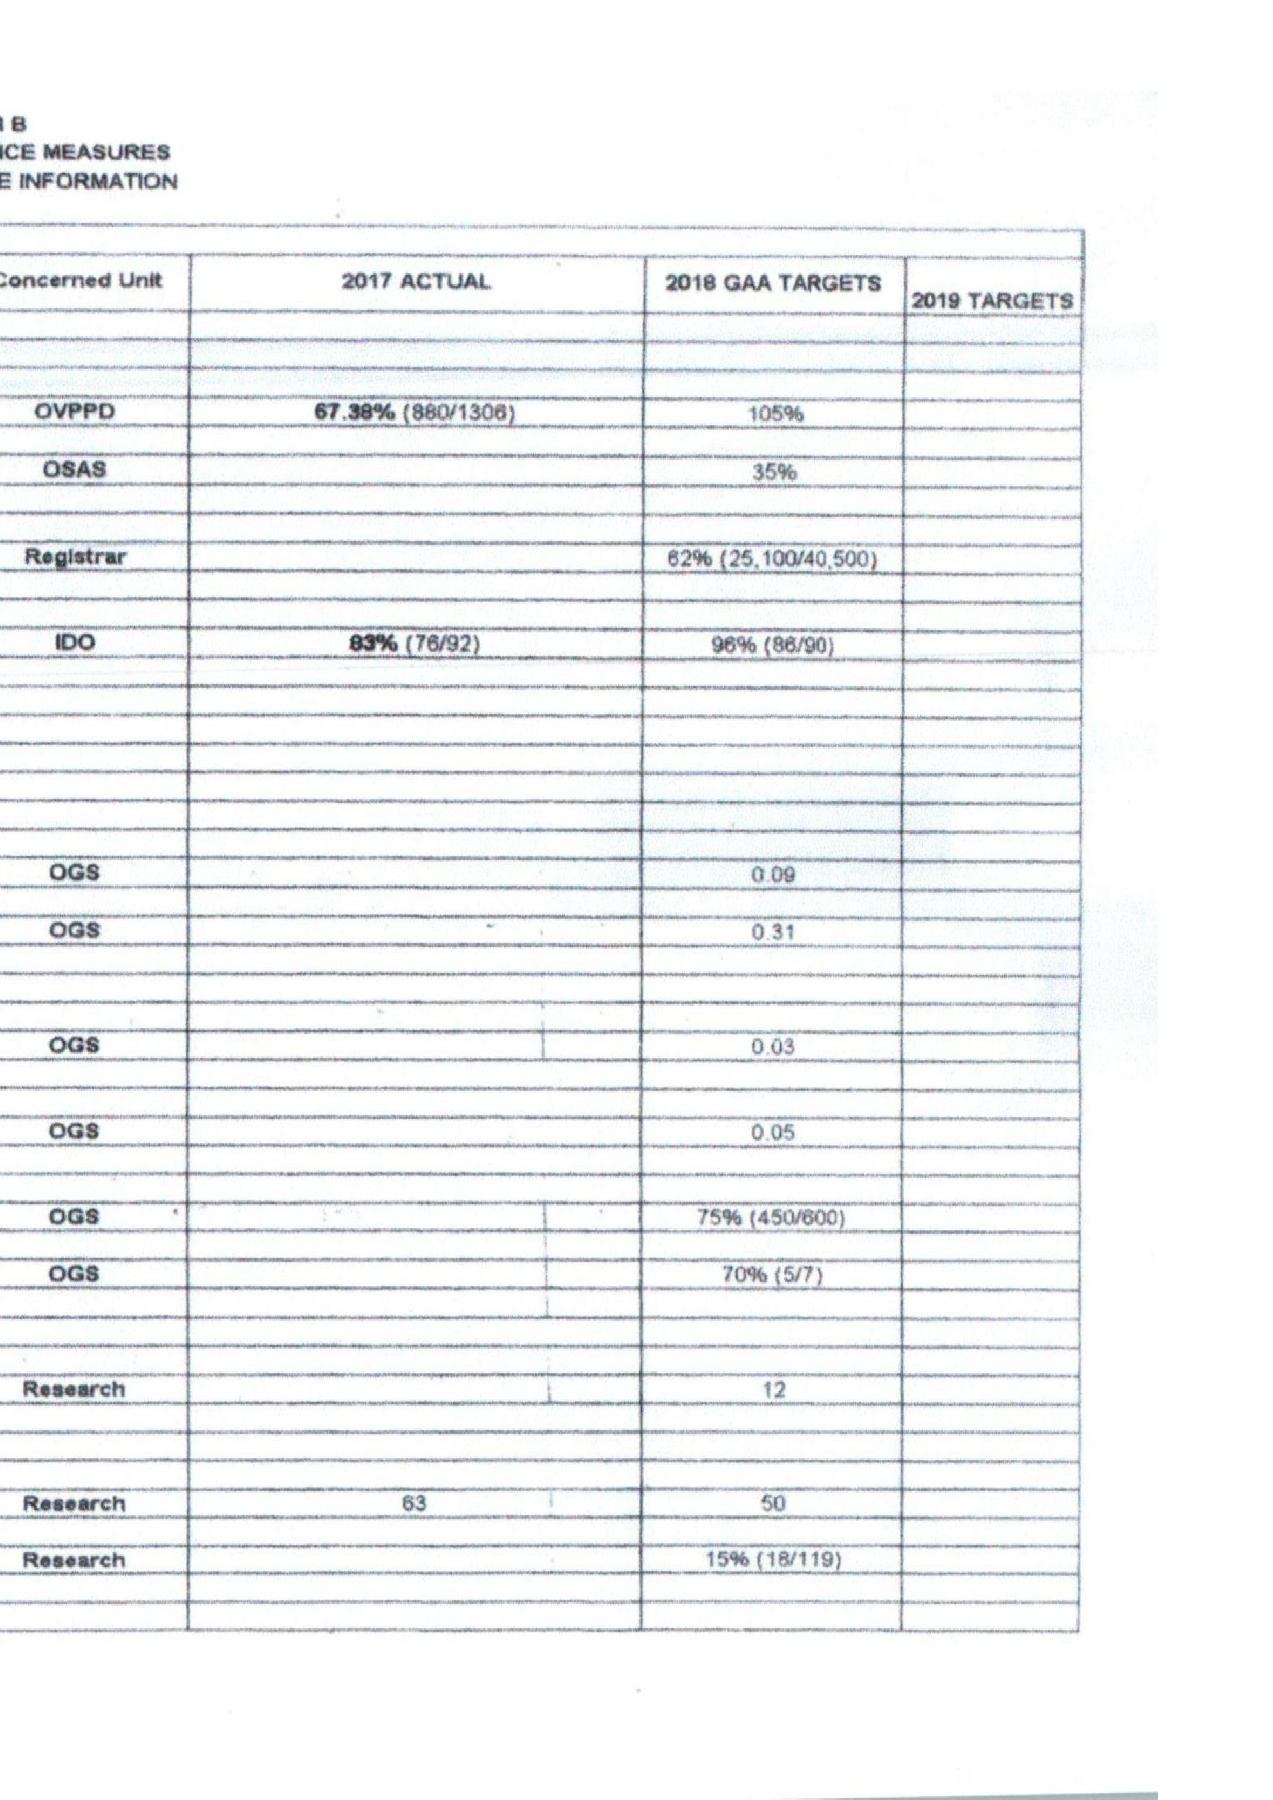 B
ICE MEASURES
E INFORMATION
Concerned Unit 2017 ACTUAL 2018 GAA TARGETS 2019 TARGETS
OVPPD 67.38% (880/1306) 105%
OSAS 35%
Registrar 62% (25,100/40,500)
IDO 83% (76/92) 96% (86/90)
OGS 0.09
OGS 0.31
OGS 0.03
OGS 0.05
OGS 75% (450/600)
OGS 70% (5/7)
Research 12
Research 63 50
Research 15% (18/119)